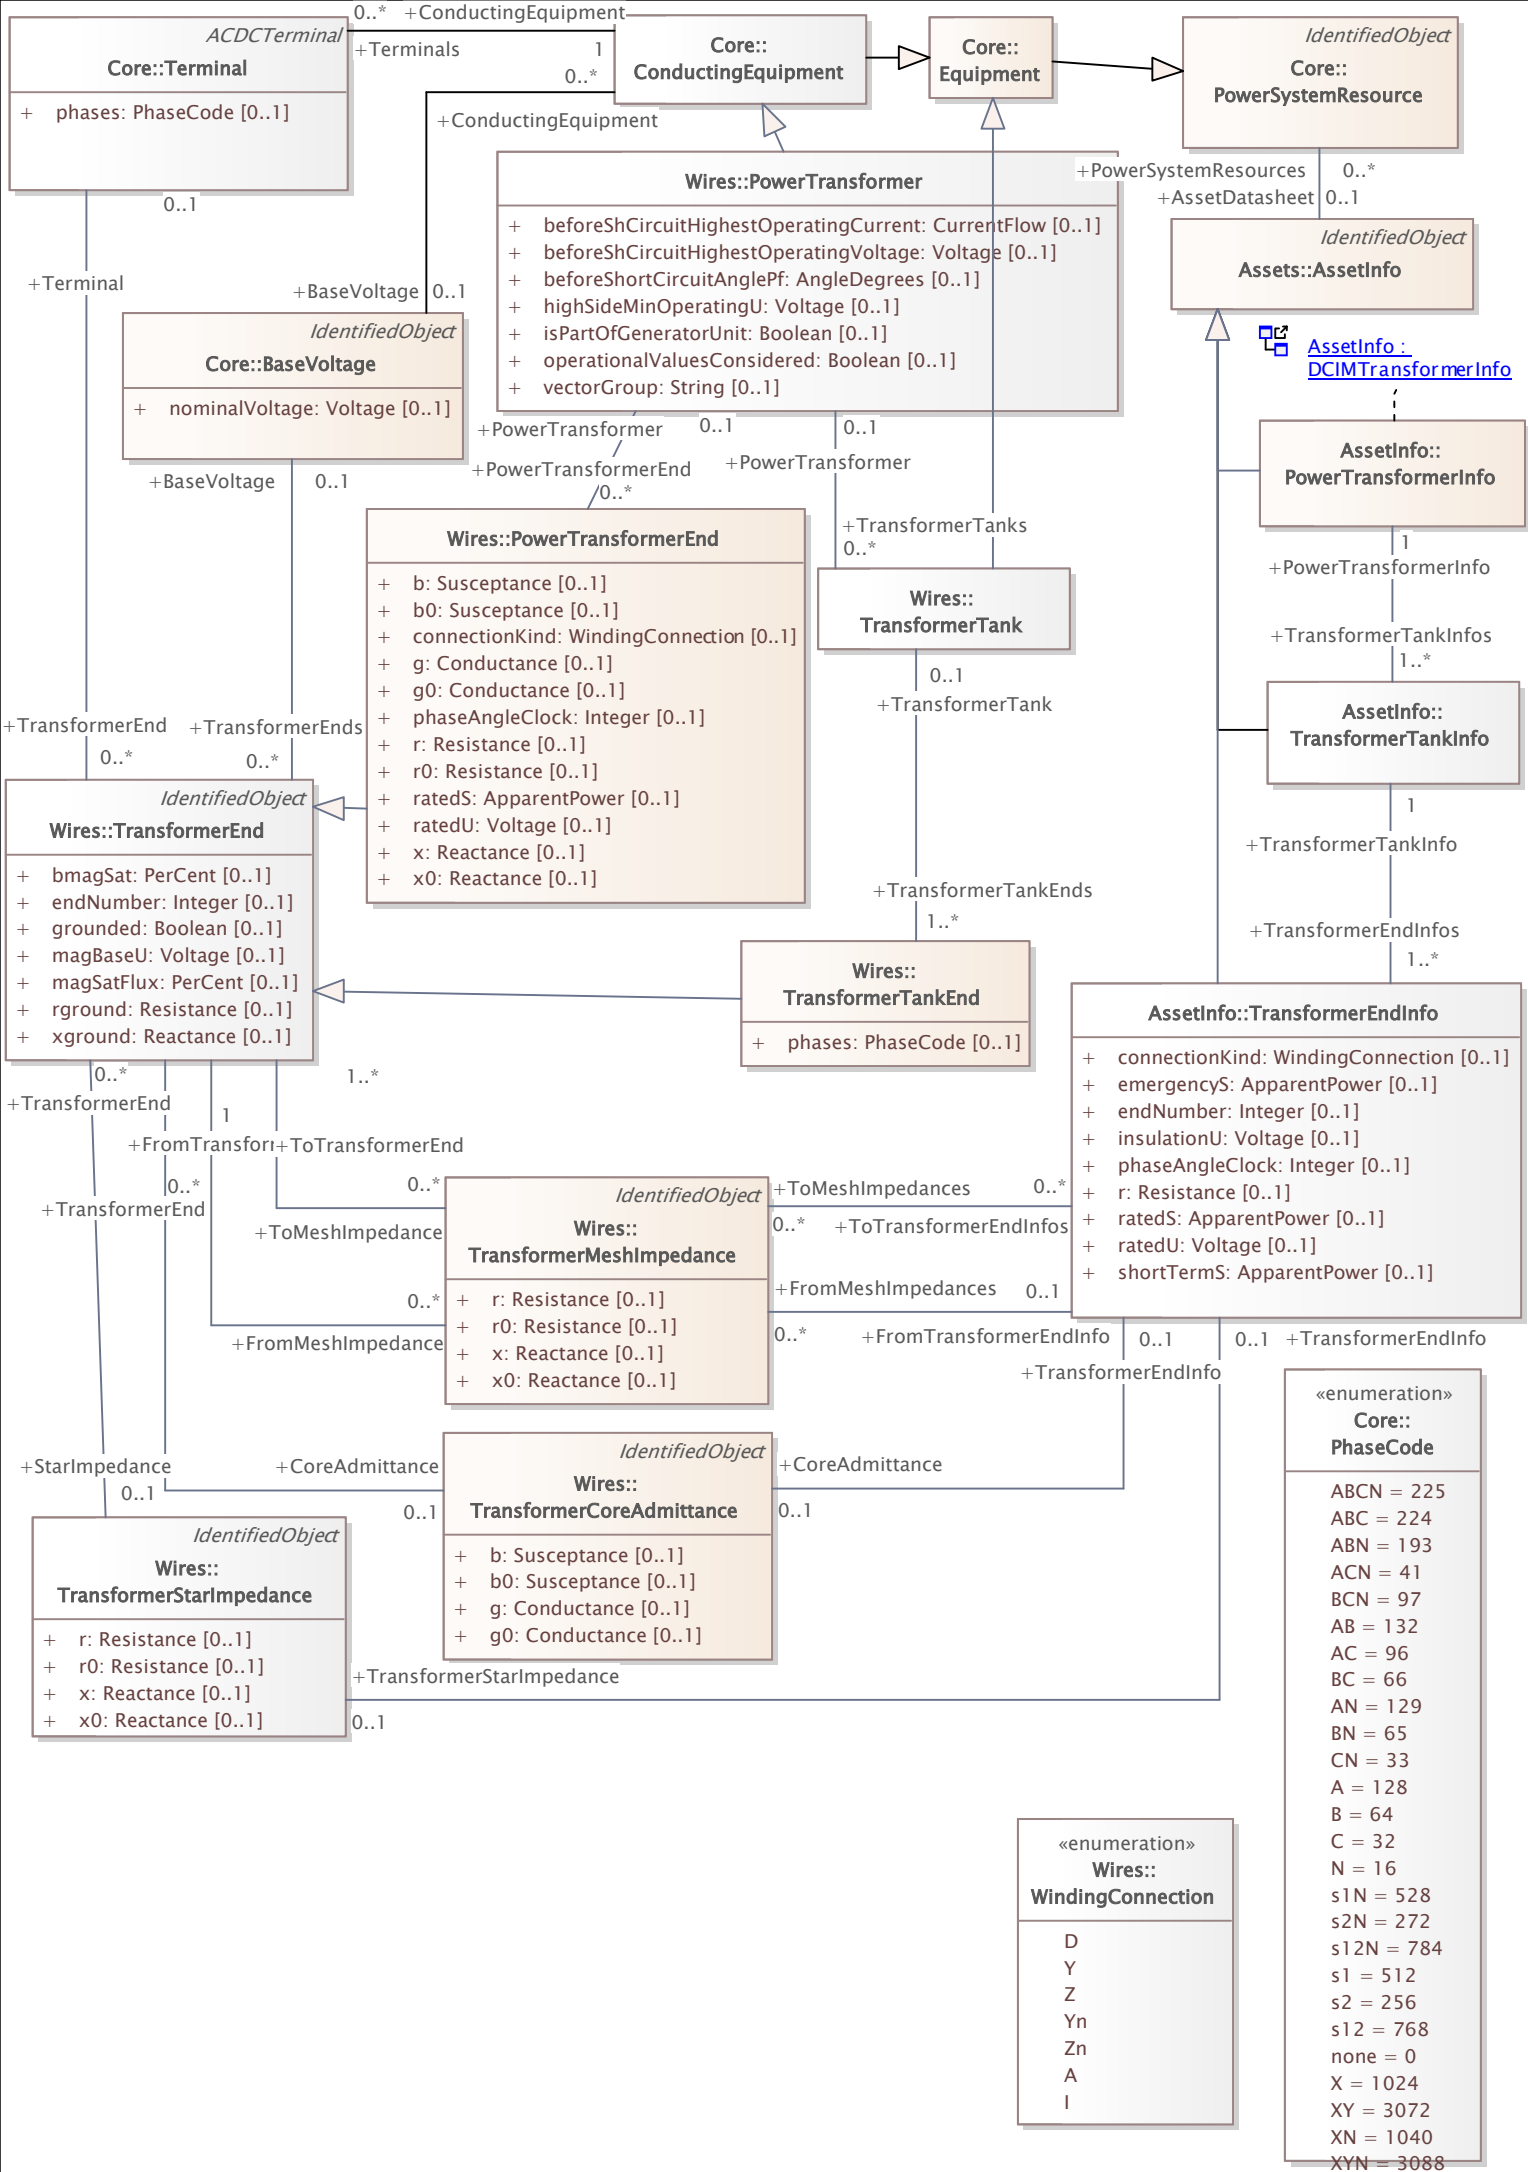 ACDCTerminal
Core::Terminal
+ phases: PhaseCode [0..1]
0..* +ConductingEquipment
+Terminals 1
0..*
+ConductingEquipment
Core::
ConductingEquipment
Core::
Equipment
IdentifiedObject
Core::
PowerSystemResource
0..1
+Terminal
+PowerSystemResources 0..*
+AssetDatasheet 0..1
IdentifiedObject
Assets::AssetInfo
Wires::PowerTransformer
+ beforeShCircuitHighestOperatingCurrent: CurrentFlow [0..1]
+ beforeShCircuitHighestOperatingVoltage: Voltage [0..1]
+ beforeShortCircuitAnglePf: AngleDegrees [0..1]
+ highSideMinOperatingU: Voltage [0..1]
+ isPartOfGeneratorUnit: Boolean [0..1]
+ operationalValuesConsidered: Boolean [0..1]
+ vectorGroup: String [0..1]
+BaseVoltage 0..1
IdentifiedObject
Core::BaseVoltage
+ nominalVoltage: Voltage [0..1]
+BaseVoltage 0..1
AssetInfo :
DCIMTransformerInfo
AssetInfo::
PowerTransformerInfo
1
+PowerTransformerInfo
+TransformerTankInfos
1..*
AssetInfo::
TransformerTankInfo
1
+TransformerTankInfo
+TransformerEndInfos
1..*
+PowerTransformer 0..1
+PowerTransformerEnd
0..*
0..1
+PowerTransformer
+TransformerTanks
0..*
Wires::PowerTransformerEnd
+ b: Susceptance [0..1]
+ b0: Susceptance [0..1]
+ connectionKind: WindingConnection [0..1]
+ g: Conductance [0..1]
+ g0: Conductance [0..1]
+ phaseAngleClock: Integer [0..1]
+ r: Resistance [0..1]
+ r0: Resistance [0..1]
+ ratedS: ApparentPower [0..1]
+ ratedU: Voltage [0..1]
+ x: Reactance [0..1]
+ x0: Reactance [0..1]
Wires::
TransformerTank
0..1
+TransformerTank
+TransformerTankEnds
1..*
Wires::
TransformerTankEnd
+ phases: PhaseCode [0..1]
+TransformerEnd
0..*
+TransformerEnds
0..*
IdentifiedObject
Wires::TransformerEnd
+ bmagSat: PerCent [0..1]
+ endNumber: Integer [0..1]
+ grounded: Boolean [0..1]
+ magBaseU: Voltage [0..1]
+ magSatFlux: PerCent [0..1]
+ rground: Resistance [0..1]
+ xground: Reactance [0..1]
0..*
+TransformerEnd
1..*
1
+FromTransfor
+ToTransformerEnd
0..*
+TransformerEnd
0..*
+ToMeshImpedance
0..*
+FromMeshImpedance
IdentifiedObject
Wires::
TransformerMeshImpedance
+ r: Resistance [0..1]
+ r0: Resistance [0..1]
+ x: Reactance [0..1]
+ x0: Reactance [0..1]
+ToMeshImpedances 0..*
0..* +ToTransformerEndInfos
+FromMeshImpedances 0..1
0..* +FromTransformerEndInfo
AssetInfo::TransformerEndInfo
+ connectionKind: WindingConnection [0..1]
+ emergencyS: ApparentPower [0..1]
+ endNumber: Integer [0..1]
+ insulationU: Voltage [0..1]
+ phaseAngleClock: Integer [0..1]
+ r: Resistance [0..1]
+ ratedS: ApparentPower [0..1]
+ ratedU: Voltage [0..1]
+ shortTermS: ApparentPower [0..1]
0..1
+TransformerEndInfo
0..1 +TransformerEndInfo
+StarImpedance
0..1
+CoreAdmittance
0..1
IdentifiedObject
Wires::
TransformerCoreAdmittance
+ b: Susceptance [0..1]
+ b0: Susceptance [0..1]
+ g: Conductance [0..1]
+ g0: Conductance [0..1]
+CoreAdmittance
0..1
IdentifiedObject
Wires::
TransformerStarImpedance
+ r: Resistance [0..1]
+ r0: Resistance [0..1]
+ x: Reactance [0..1]
+ x0: Reactance [0..1]
+TransformerStarImpedance
0..1
«enumeration»
Wires::
WindingConnection
D
Y
Z
Yn
Zn
A
I
«enumeration»
Core::
PhaseCode
ABCN = 225
ABC = 224
ABN = 193
ACN = 41
BCN = 97
AB = 132
AC = 96
BC = 66
AN = 129
BN = 65
CN = 33
A = 128
B = 64
C = 32
N = 16
s1N = 528
s2N = 272
s12N = 784
s1 = 512
s2 = 256
s12 = 768
none = 0
X = 1024
XY = 3072
XN = 1040
XYN = 3088